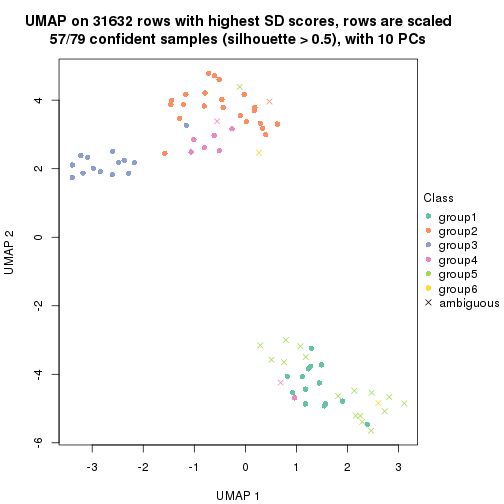 UMAP on 31632 rows with highest SD scores, rows are scaled
57/79 confident samples (silhouette > 0.5), with 10 PCs
4
2
0
-2
-4
-6
UMAP 2
-3
-2
-1
0
1
2
3
UMAP 1
Class
group1
group2
group3
group4
group5
group6
ambiguous